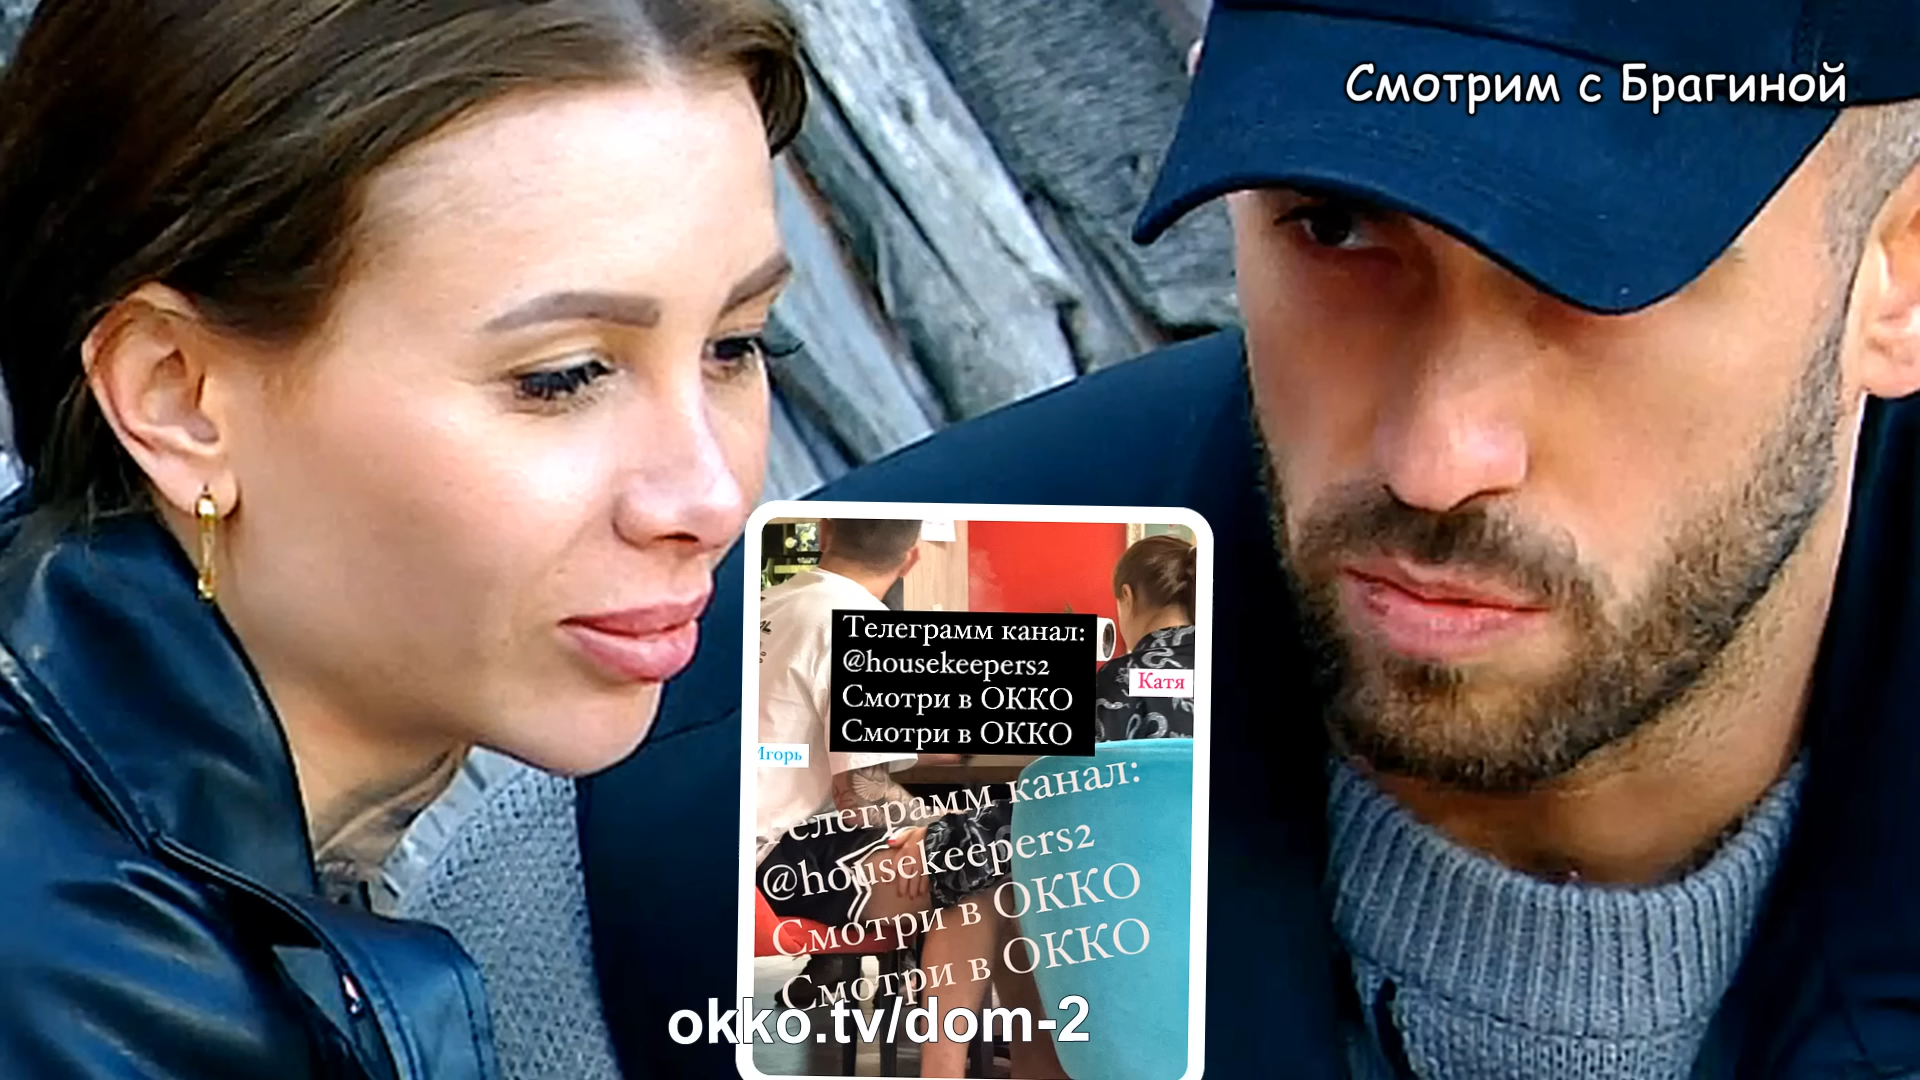 Смотрим с Брагиной
Телеграмм канал:
@housekeepers2
Смотри в ОККО
Смотри в ОККО
Катя
Игорь
Телеграмм канал:
@housekeepers2
Смотри в ОККО
Смотри в ОККО
okko.tv/dom-2